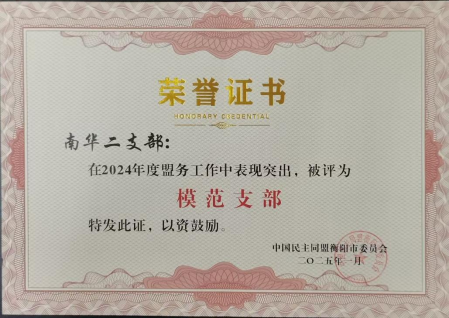 荣誉证书
HONORARY CREDENTIAL
南华二支部：
在2024年度盟务工作中表现突出，被评为
模范支部
特发此证，以资鼓励。
中国民主同盟衡阳市委员会
二〇二五年一月